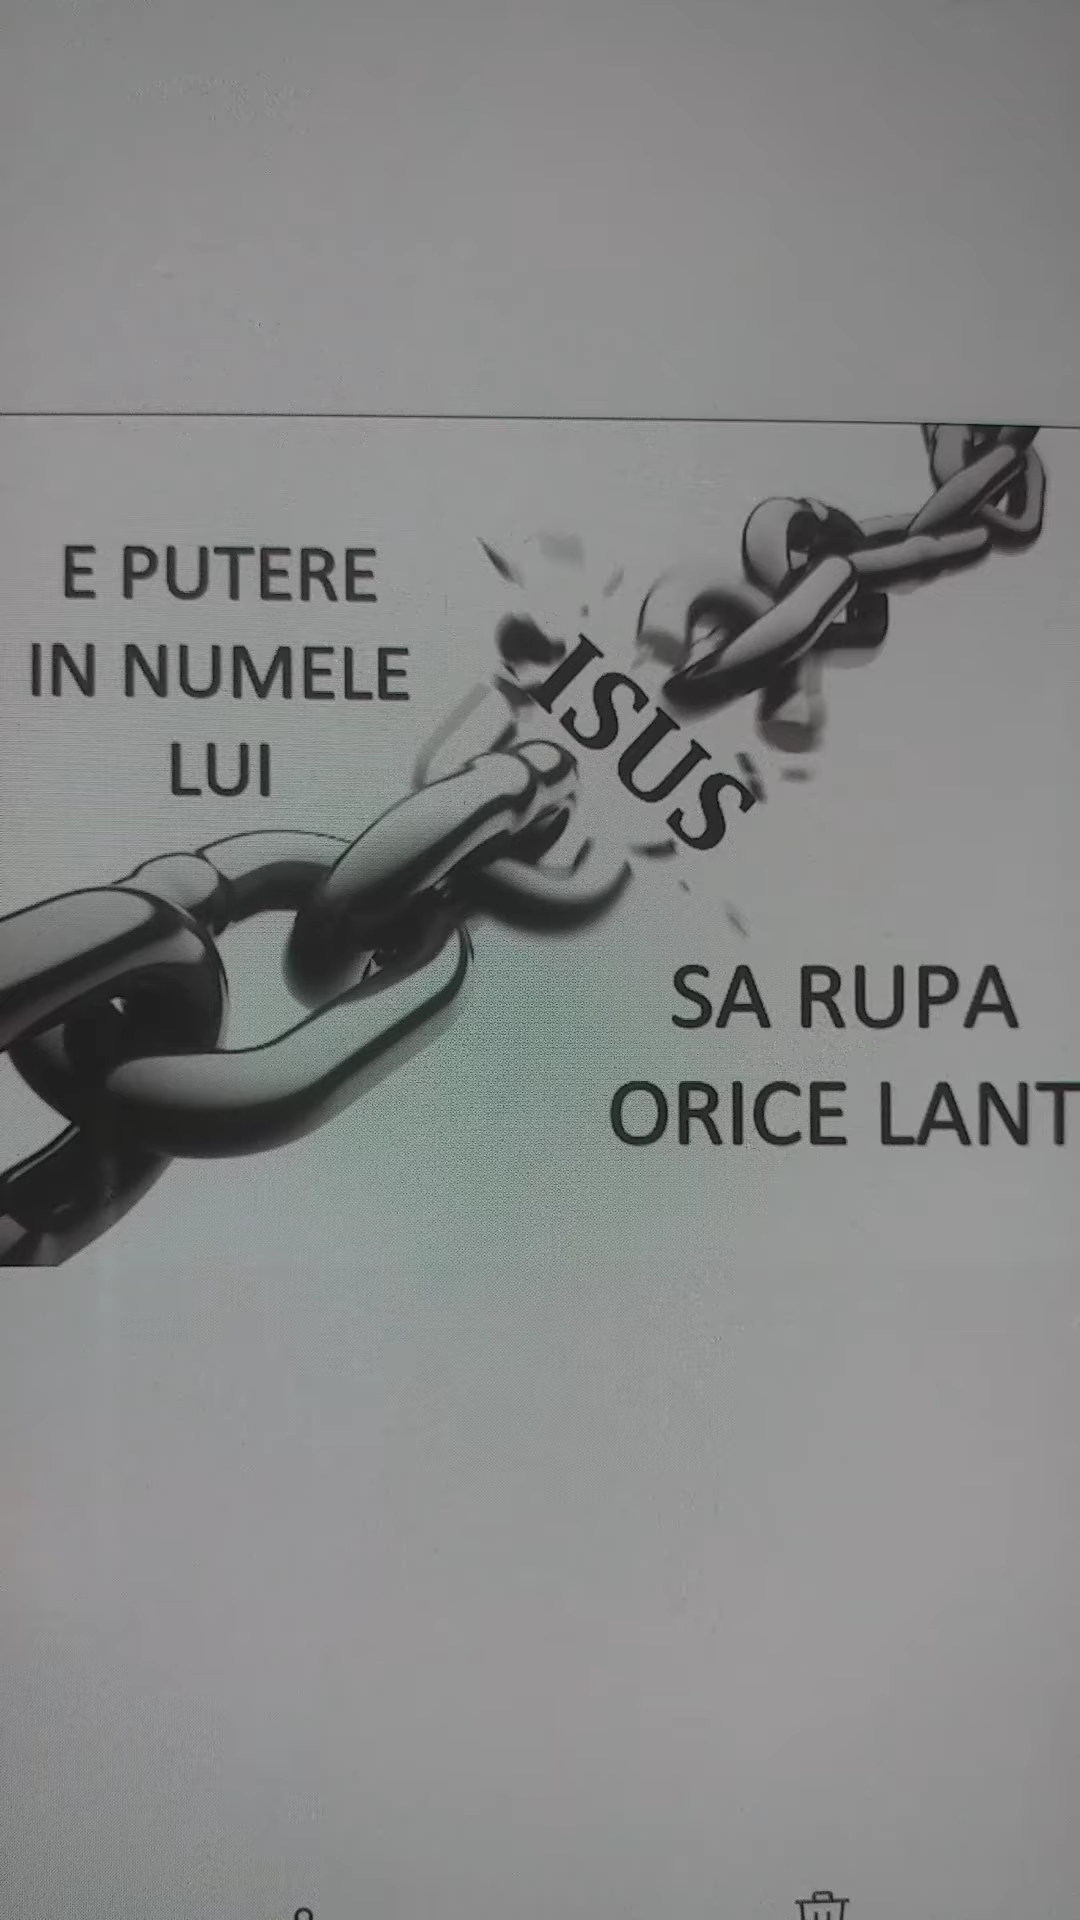 E PUTERE
IN NUMELE
LUI
ISUS
SA RUPA
ORICE LANT